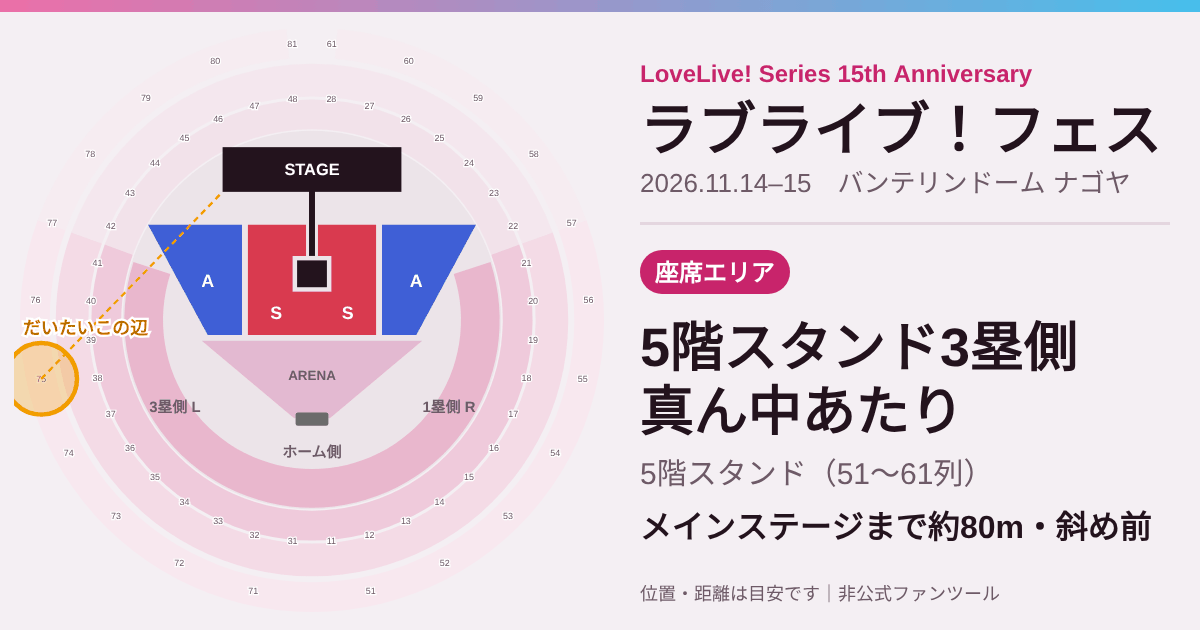 LoveLive! Series 15th Anniversary
ラブライブ！フェス
2026.11.14–15　バンテリンドーム ナゴヤ
座席エリア
5階スタンド3塁側
真ん中あたり
5階スタンド（51〜61列）
メインステージまで約80m・斜め前
位置・距離は目安です｜非公式ファンツール
81 61
80 60
79 59
78 58
77 57
76 56
75 55
74 54
73 53
72 52
71 51
48 28
47 27
46 26
45 25
44 24
43 23
42 22
41 21
40 20
39 19
38 18
37 17
36 16
35 15
34 14
33 13
32 12
31 11
STAGE
A A
S S
ARENA
だいたいこの辺
3塁側 L 1塁側 R
ホーム側